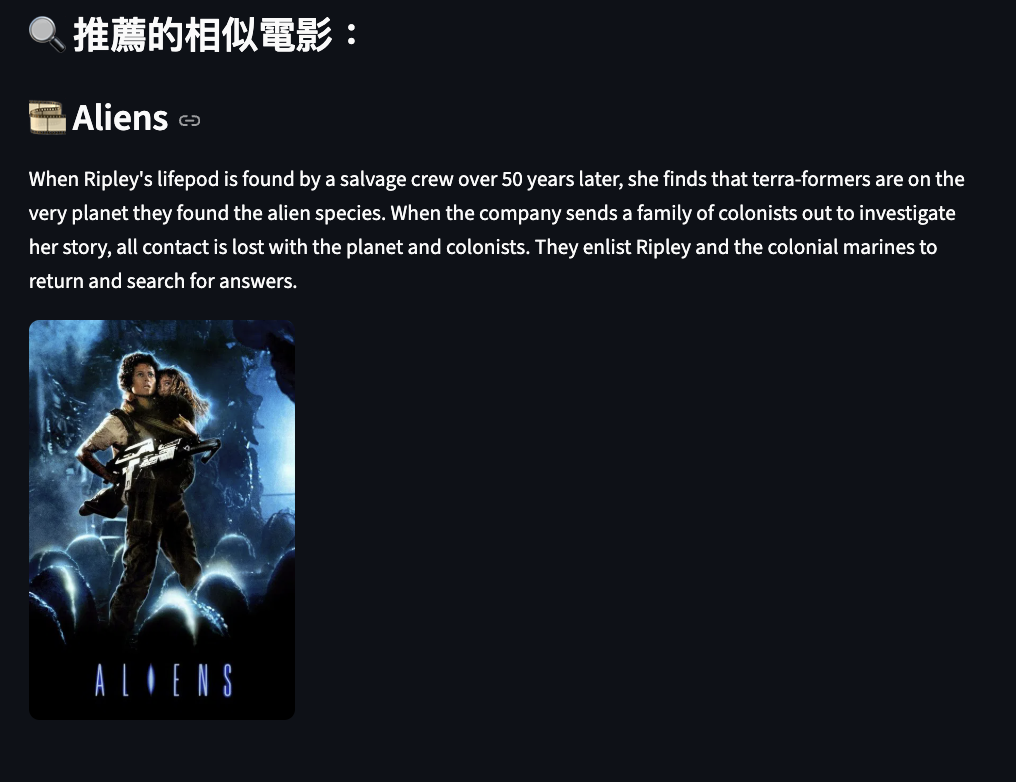 推薦的相似電影：
Aliens
When Ripley's lifepod is found by a salvage crew over 50 years later, she finds that terra-formers are on the
very planet they found the alien species. When the company sends a family of colonists out to investigate
her story, all contact is lost with the planet and colonists. They enlist Ripley and the colonial marines to
return and search for answers.
ALIENS